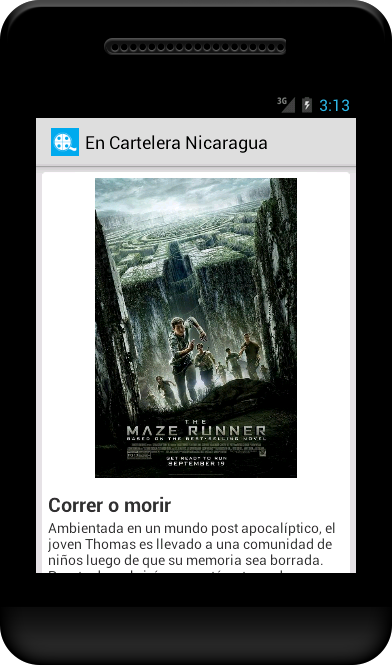 3G
3:13
En Cartelera Nicaragua
THE
MAZE RUNNER
BASED ON THE BEST-SELLING NOVEL
GET READY TO RUN
SEPTEMBER 19
Correr o morir
Ambientada en un mundo post apocalíptico, el
joven Thomas es llevado a una comunidad de
niños luego de que su memoria sea borrada.